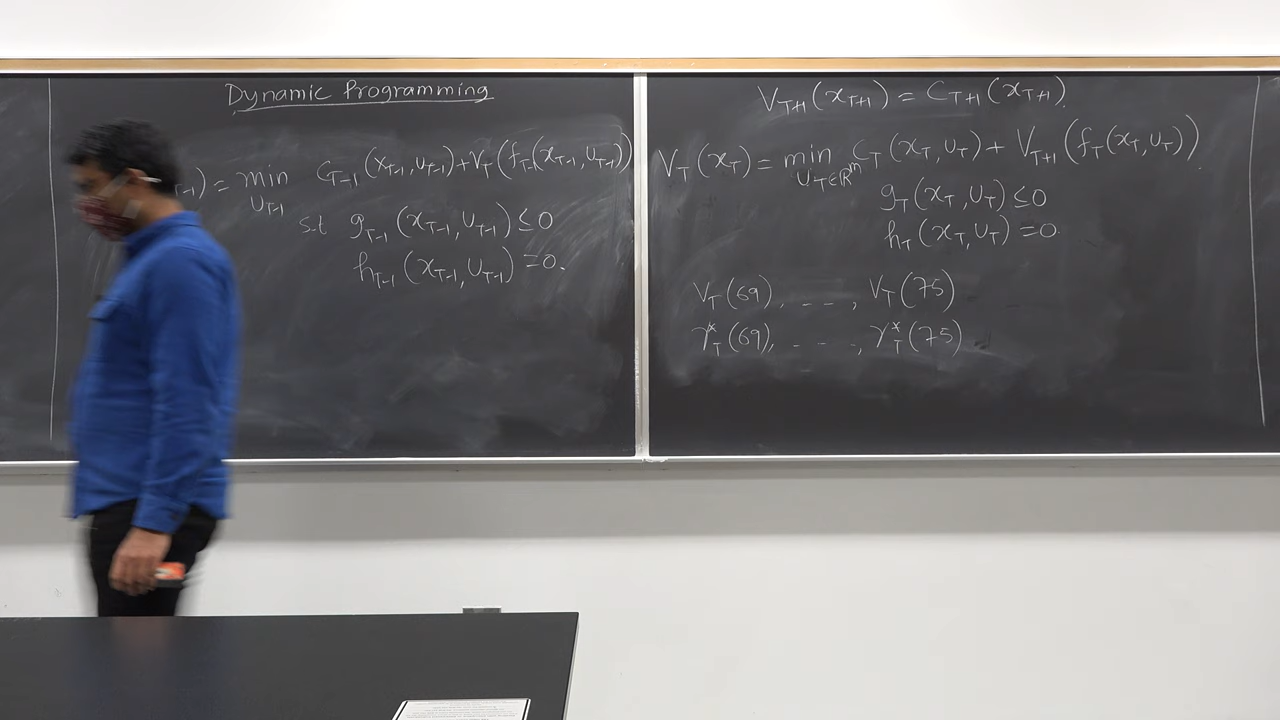 Dynamic Programming
T-1) = min C_{T-1}(x_{T-1}, u_{T-1}) + V_T(f_{T-1}(x_{T-1}, u_{T-1}))
u_{T-1}
s.t g_{T-1}(x_{T-1}, u_{T-1}) ≤ 0
h_{T-1}(x_{T-1}, u_{T-1}) = 0.
V_{T+1}(x_{T+1}) = C_{T+1}(x_{T+1}).
V_T(x_T) = min C_T(x_T, u_T) + V_{T+1}(f_T(x_T, u_T)).
u_T∈ℝ^m
g_T(x_T, u_T) ≤ 0
h_T(x_T, u_T) = 0.
V_T(69), - - -, V_T(75)
γ*_T(69), - - -, γ*_T(75)